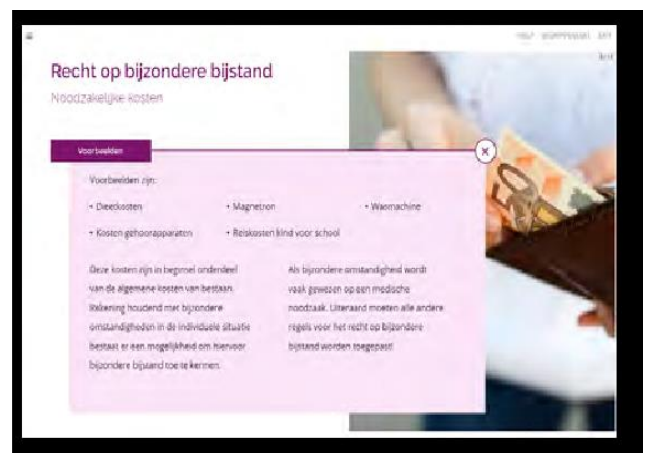 HELP BEGRIPPENLIJST EXIT
Recht op bijzondere bijstand
Noodzakelijke kosten
Voorbeelden
Voorbeelden zijn:
• Dieetkosten • Magnetron • Wasmachine
• Kosten gehoorapparaten • Reiskosten kind voor school
Deze kosten zijn in beginsel onderdeel
van de algemene kosten van bestaan.
Rekening houdend met bijzondere
omstandigheden in de individuele situatie
bestaat er een mogelijkheid om hiervoor
bijzondere bijstand toe te kennen.
Als bijzondere omstandigheid wordt
vaak gewezen op een medische
noodzaak. Uiteraard moeten alle andere
regels voor het recht op bijzondere
bijstand worden toegepast!
50